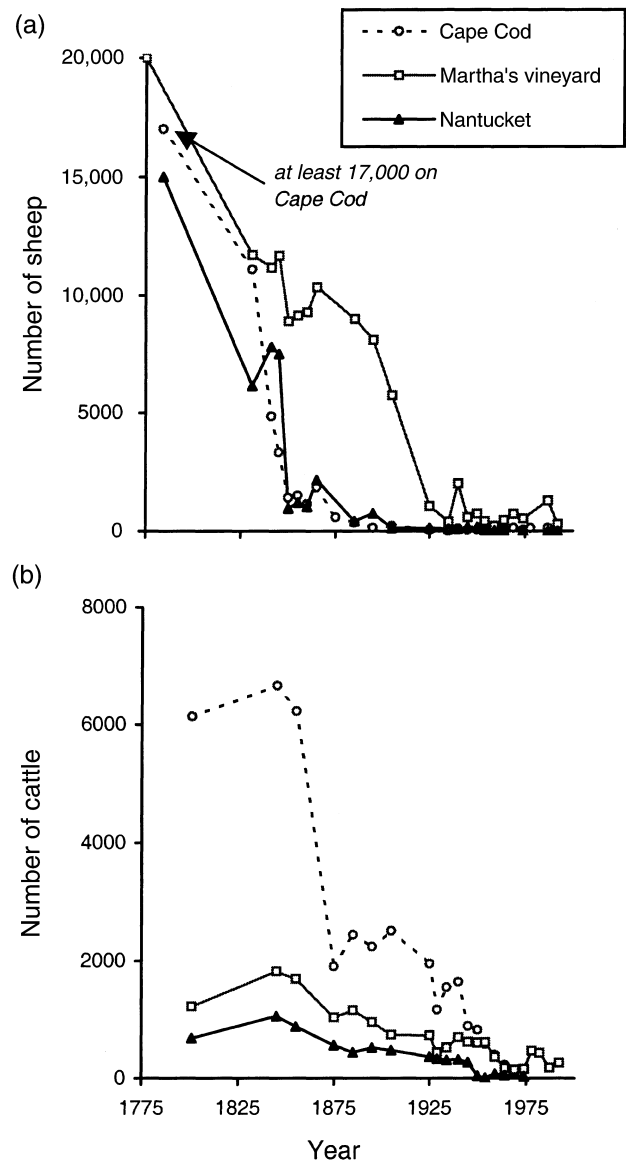 (a)
Cape Cod
Martha's vineyard
Nantucket
20,000
15,000
10,000
5000
0
Number of sheep
at least 17,000 on
Cape Cod
(b)
8000
6000
4000
2000
0
Number of cattle
1775
1825
1875
1925
1975
Year